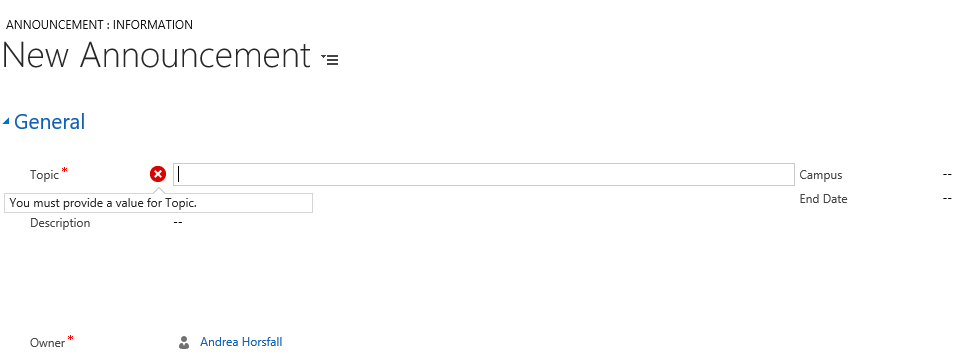 ANNOUNCEMENT : INFORMATION
New Announcement
General
Topic* Campus --
You must provide a value for Topic. End Date --
Description --
Owner* Andrea Horsfall